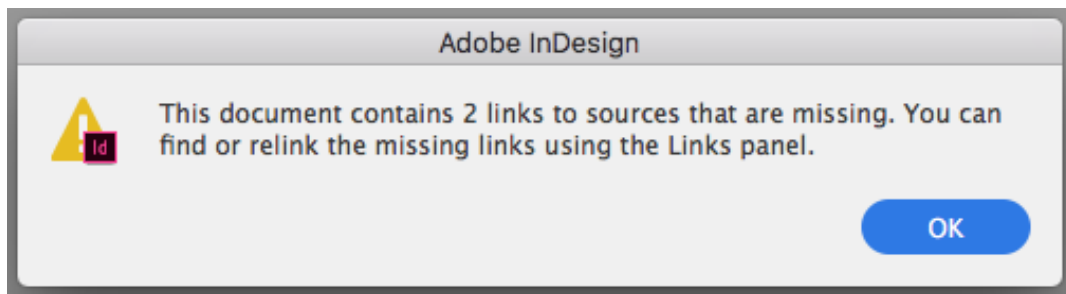 Adobe InDesign
This document contains 2 links to sources that are missing. You can
find or relink the missing links using the Links panel.
Id
OK